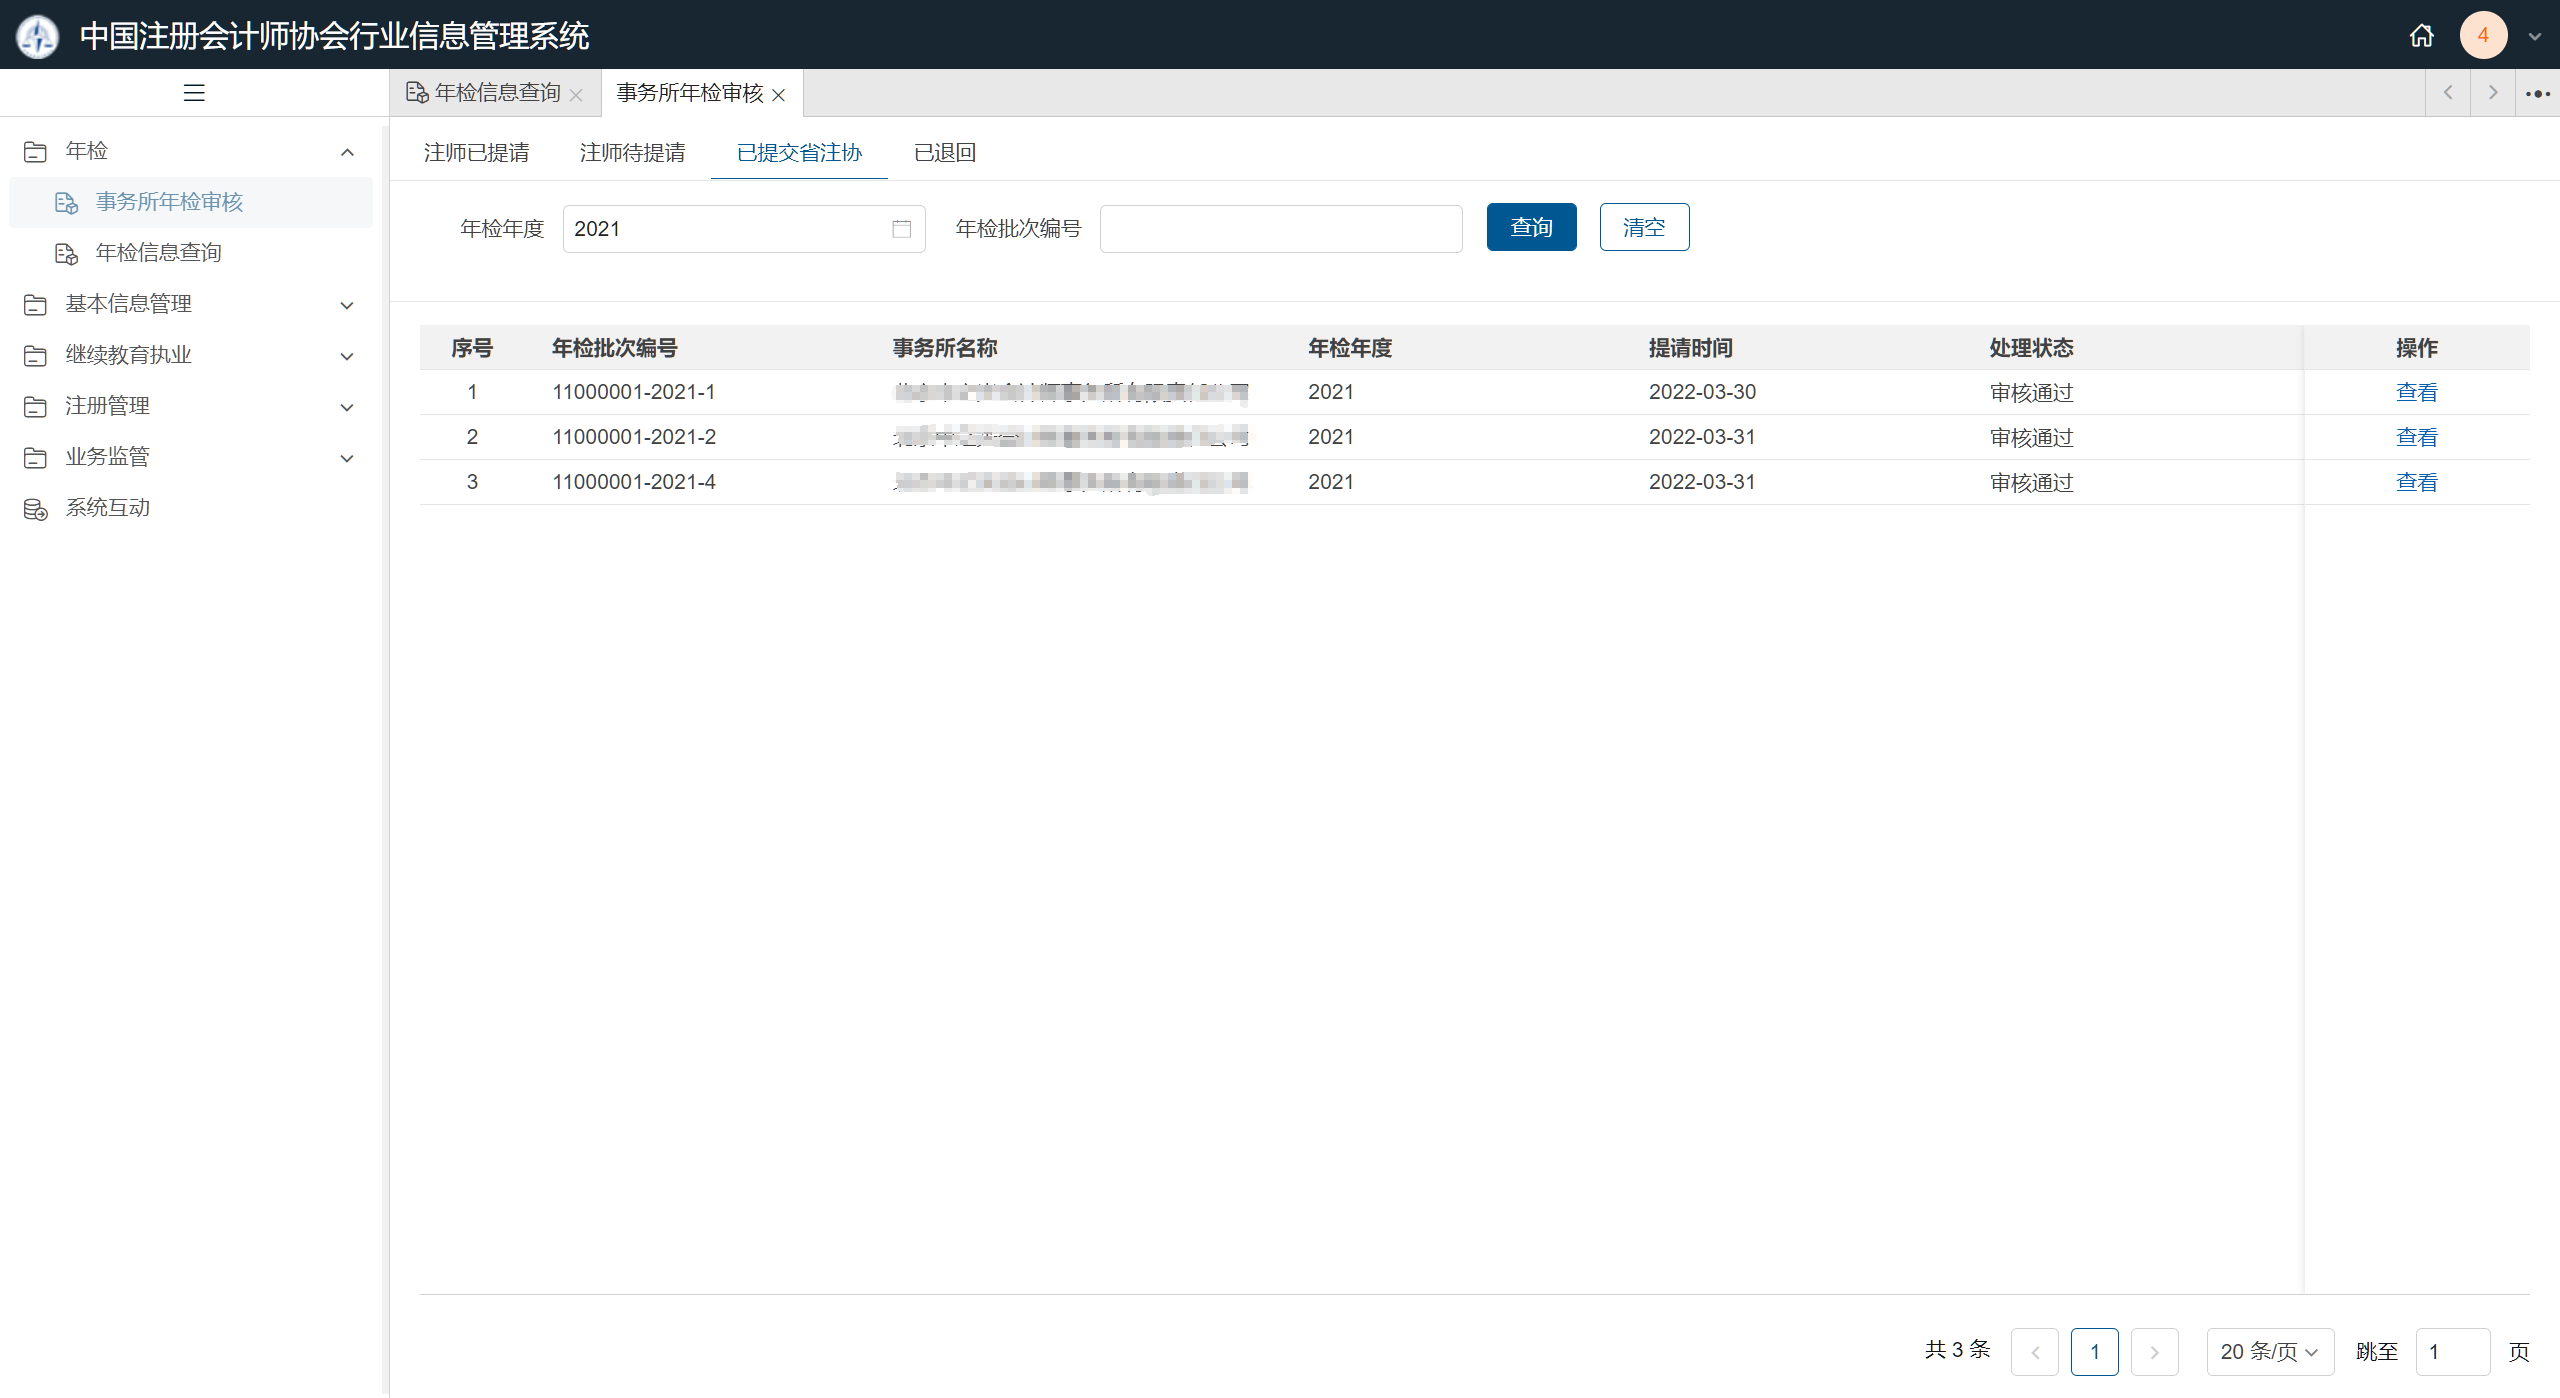 中国注册会计师协会行业信息管理系统
4
年检信息查询
事务所年检审核
年检
事务所年检审核
年检信息查询
基本信息管理
继续教育执业
注册管理
业务监管
系统互动
注师已提请 注师待提请 已提交省注协 已退回
年检年度 2021 年检批次编号 查询 清空
序号 年检批次编号 事务所名称 年检年度 提请时间 处理状态 操作
1 11000001-2021-1 2021 2022-03-30 审核通过 查看
2 11000001-2021-2 2021 2022-03-31 审核通过 查看
3 11000001-2021-4 2021 2022-03-31 审核通过 查看
共 3 条 1 20 条/页 跳至 1 页